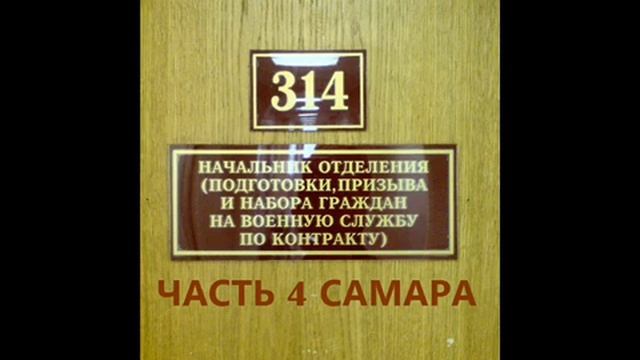 314
НАЧАЛЬНИК ОТДЕЛЕНИЯ
(ПОДГОТОВКИ, ПРИЗЫВА
И НАБОРА ГРАЖДАН
НА ВОЕННУЮ СЛУЖБУ
ПО КОНТРАКТУ)
ЧАСТЬ 4 САМАРА